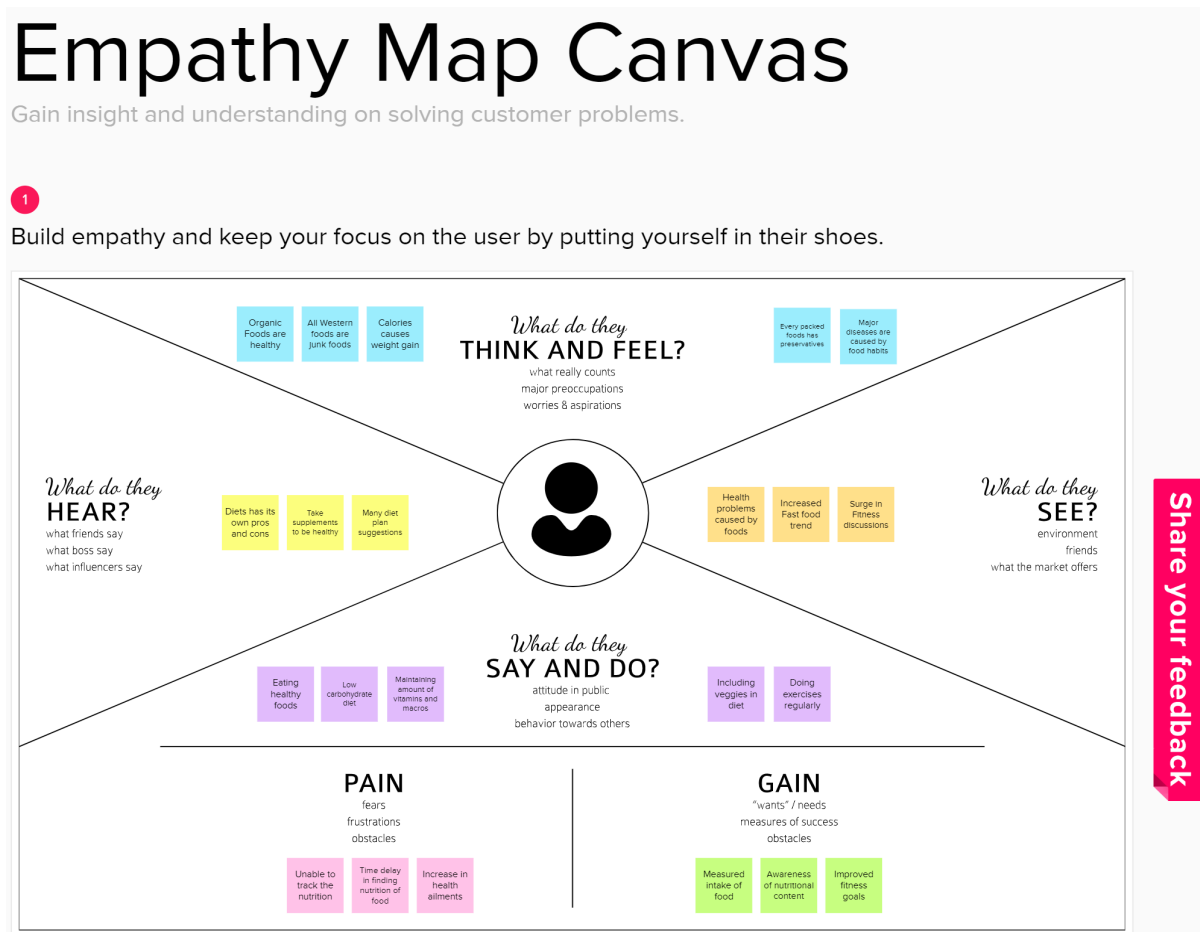 Empathy Map Canvas
Gain insight and understanding on solving customer problems.
1
Build empathy and keep your focus on the user by putting yourself in their shoes.
Organic
Foods are
healthy
All Western
foods are
junk foods
Calories
causes
weight gain
What do they
THINK AND FEEL?
what really counts
major preoccupations
worries & aspirations
Every packed
foods has
preservatives
Major
diseases are
caused by
food habits
What do they
HEAR?
what friends say
what boss say
what influencers say
Diets has its
own pros
and cons
Take
supplements
to be healthy
Many diet
plan
suggestions
Health
problems
caused by
foods
Increased
Fast food
trend
Surge in
Fitness
discussions
What do they
SEE?
environment
friends
what the market offers
Share your feedback
What do they
SAY AND DO?
attitude in public
appearance
behavior towards others
Eating
healthy
foods
Low
carbohydrate
diet
Maintaining
amount of
vitamins and
macros
Including
veggies in
diet
Doing
exercises
regularly
PAIN
fears
frustrations
obstacles
Unable to
track the
nutrition
Time delay
in finding
nutrition of
food
Increase in
health
ailments
GAIN
"wants" / needs
measures of success
obstacles
Measured
intake of
food
Awareness
of nutritional
content
Improved
fitness
goals